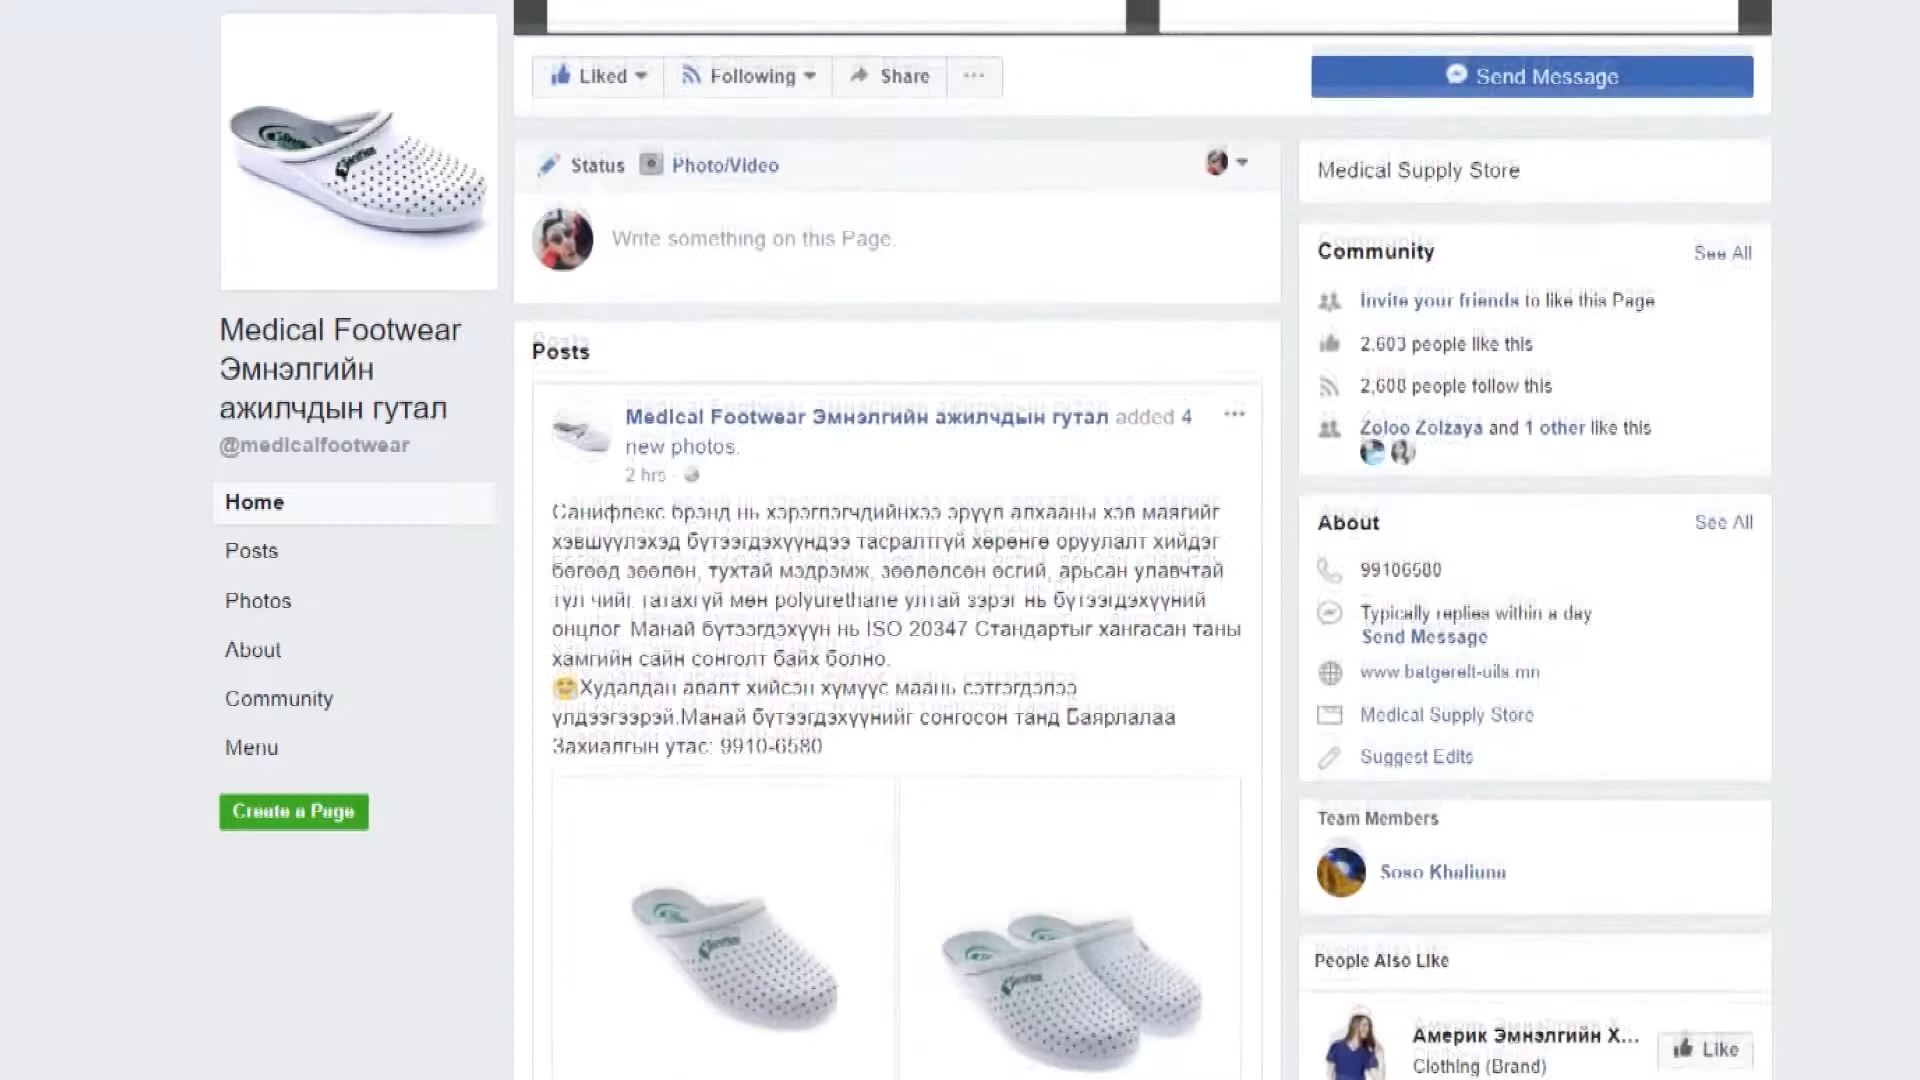 Liked
Following
Share
Send Message
Status
Photo/Video
Write something on this Page...
Medical Footwear
Эмнэлгийн
ажилчдын гутал
@medicalfootwear
Home
Posts
Photos
About
Community
Menu
Create a Page
Posts
Medical Footwear Эмнэлгийн ажилчдын гутал added 4
new photos.
2 hrs ·
Санифлекс брэнд нь хэрэглэгчдийнхээ эрүүл алхааны хэв маягийг
хэвшүүлэхэд бүтээгдэхүүндээ тасралтгүй хөрөнгө оруулалт хийдэг
бөгөөд зөөлөн, тухтай мэдрэмж, зөөлөлсөн өсгий, арьсан улавчтай
тул чийг татахгүй мөн polyurethane ултай зэрэг нь бүтээгдэхүүний
онцлог. Манай бүтээгдэхүүн нь ISO 20347 Стандартыг хангасан таны
хамгийн сайн сонголт байх болно.
😊Худалдан авалт хийсэн хүмүүс маань сэтгэгдэлээ
үлдээгээрэй.Манай бүтээгдэхүүнийг сонгосон танд Баярлалаа
Захиалгын утас: 9910-6580
Medical Supply Store
Community
See All
Invite your friends to like this Page
2,603 people like this
2,608 people follow this
Zoloo Zolzaya and 1 other like this
About
See All
99106580
Typically replies within a day
Send Message
www.batgerelt-uils.mn
Medical Supply Store
Suggest Edits
Team Members
Soso Khaliuna
People Also Like
Америк Эмнэлгийн Х...
Clothing (Brand)
Like